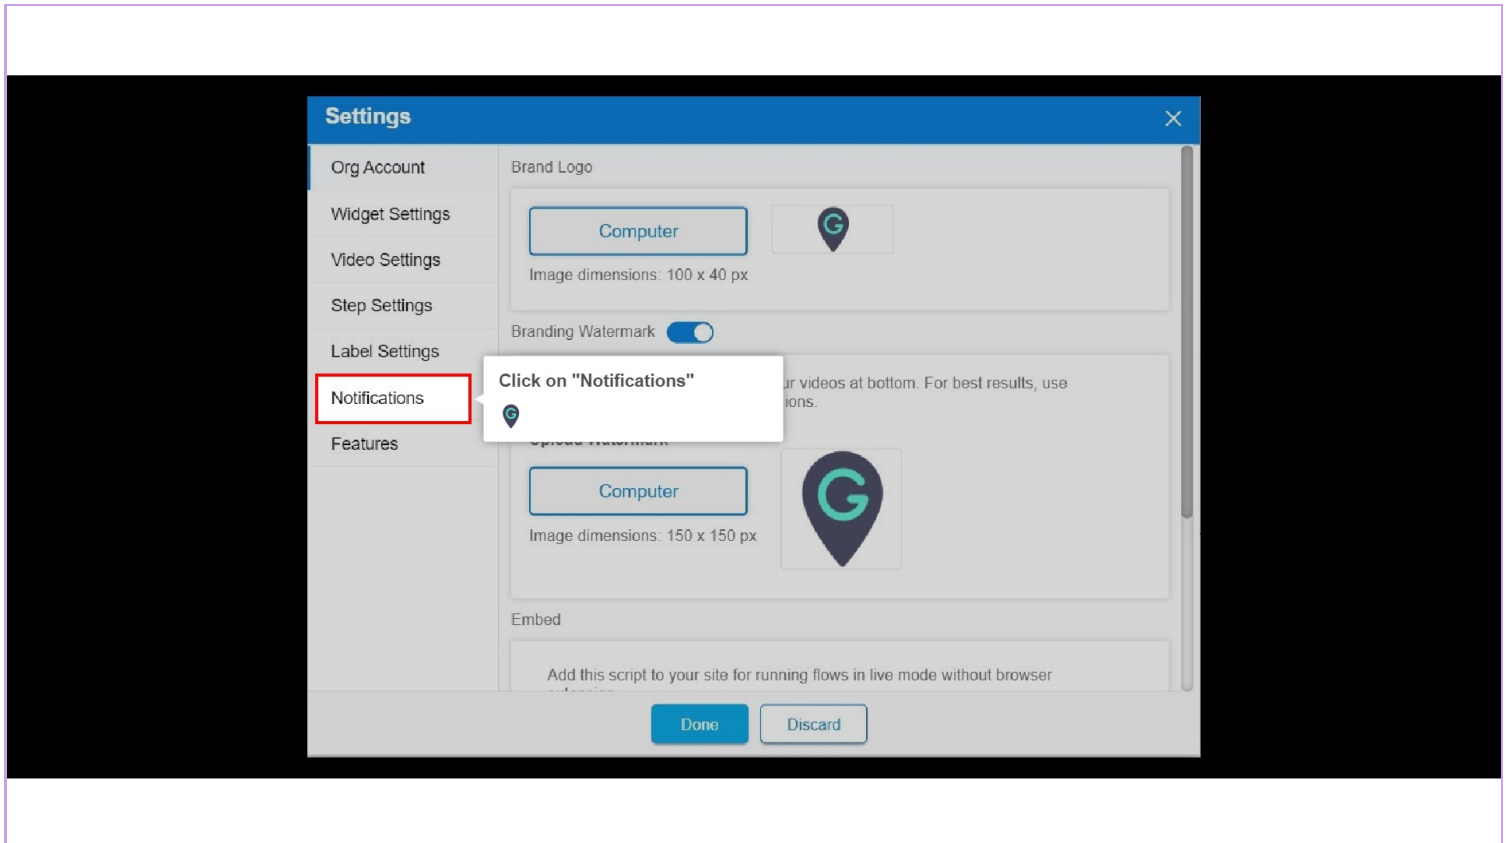 Settings
Org Account
Widget Settings
Video Settings
Step Settings
Label Settings
Notifications
Features
Brand Logo
Computer
G
Image dimensions: 100 x 40 px
Branding Watermark
Click on "Notifications"
G
videos at bottom. For best results, use
Upload Watermark
Computer
G
Image dimensions: 150 x 150 px
Embed
Add this script to your site for running flows in live mode without browser
Done
Discard